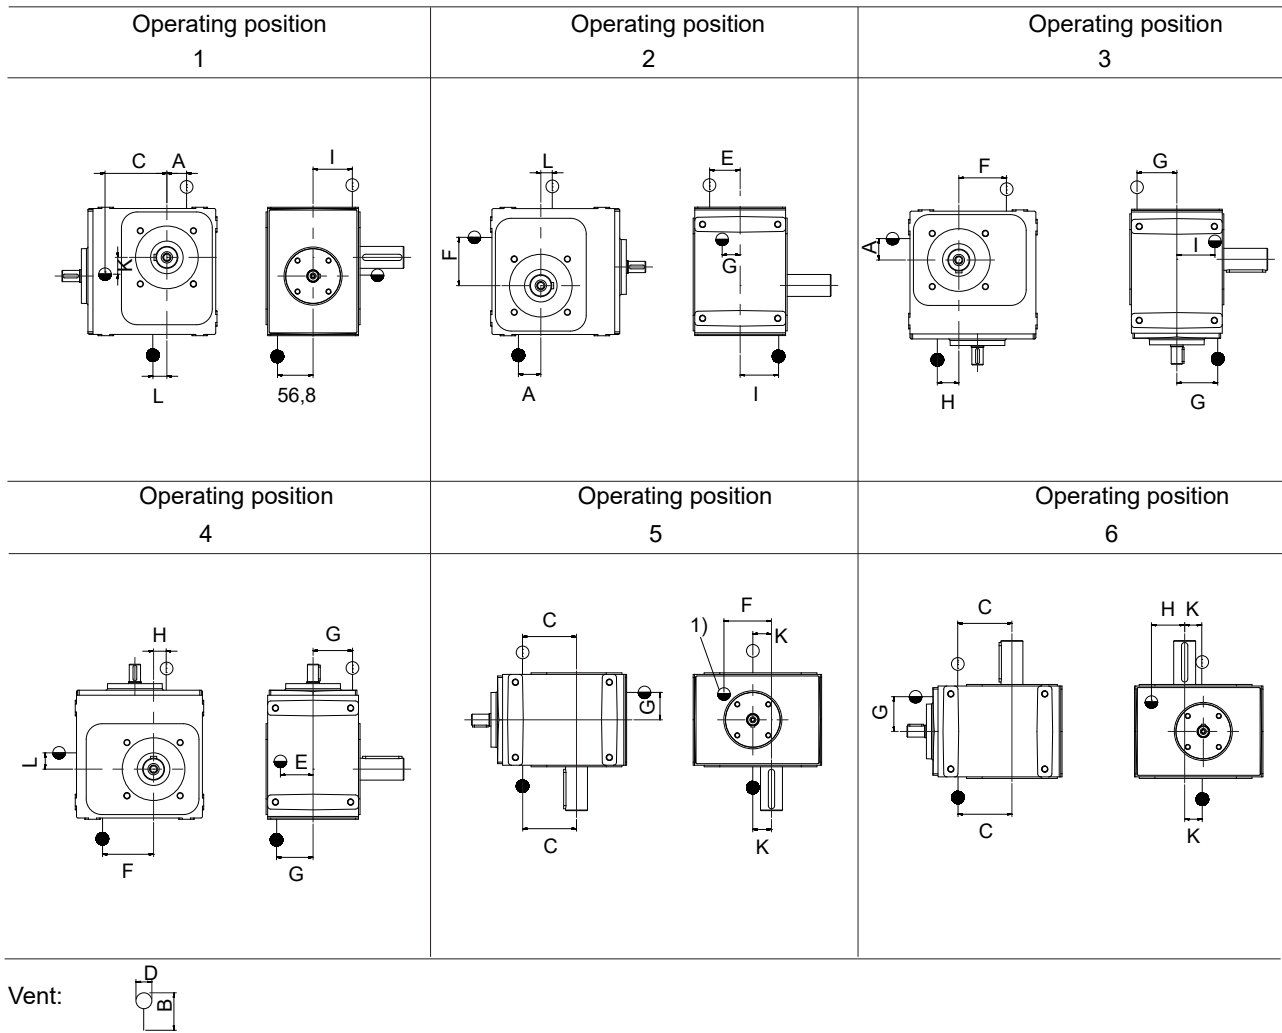 Operating position
1
Operating position
2
Operating position
3
C A
I
K
L
56,8
L
E
F
G
A
I
F
G
A
I
H
G
Operating position
4
Operating position
5
Operating position
6
H
G
L
E
F
G
C
1)
F
K
G
C
K
C
H K
G
C
K
Vent:
D
B